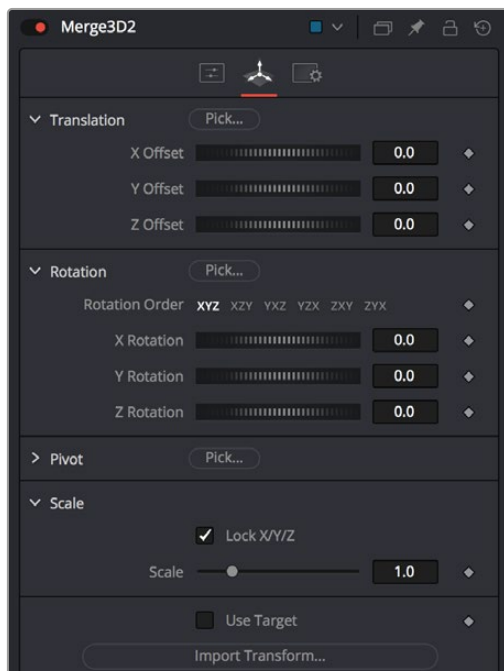 Merge3D2
Translation Pick...
X Offset 0.0
Y Offset 0.0
Z Offset 0.0
Rotation Pick...
Rotation Order XYZ XZY YXZ YZX ZXY ZYX
X Rotation 0.0
Y Rotation 0.0
Z Rotation 0.0
Pivot Pick...
Scale
Lock X/Y/Z
Scale 1.0
Use Target
Import Transform...